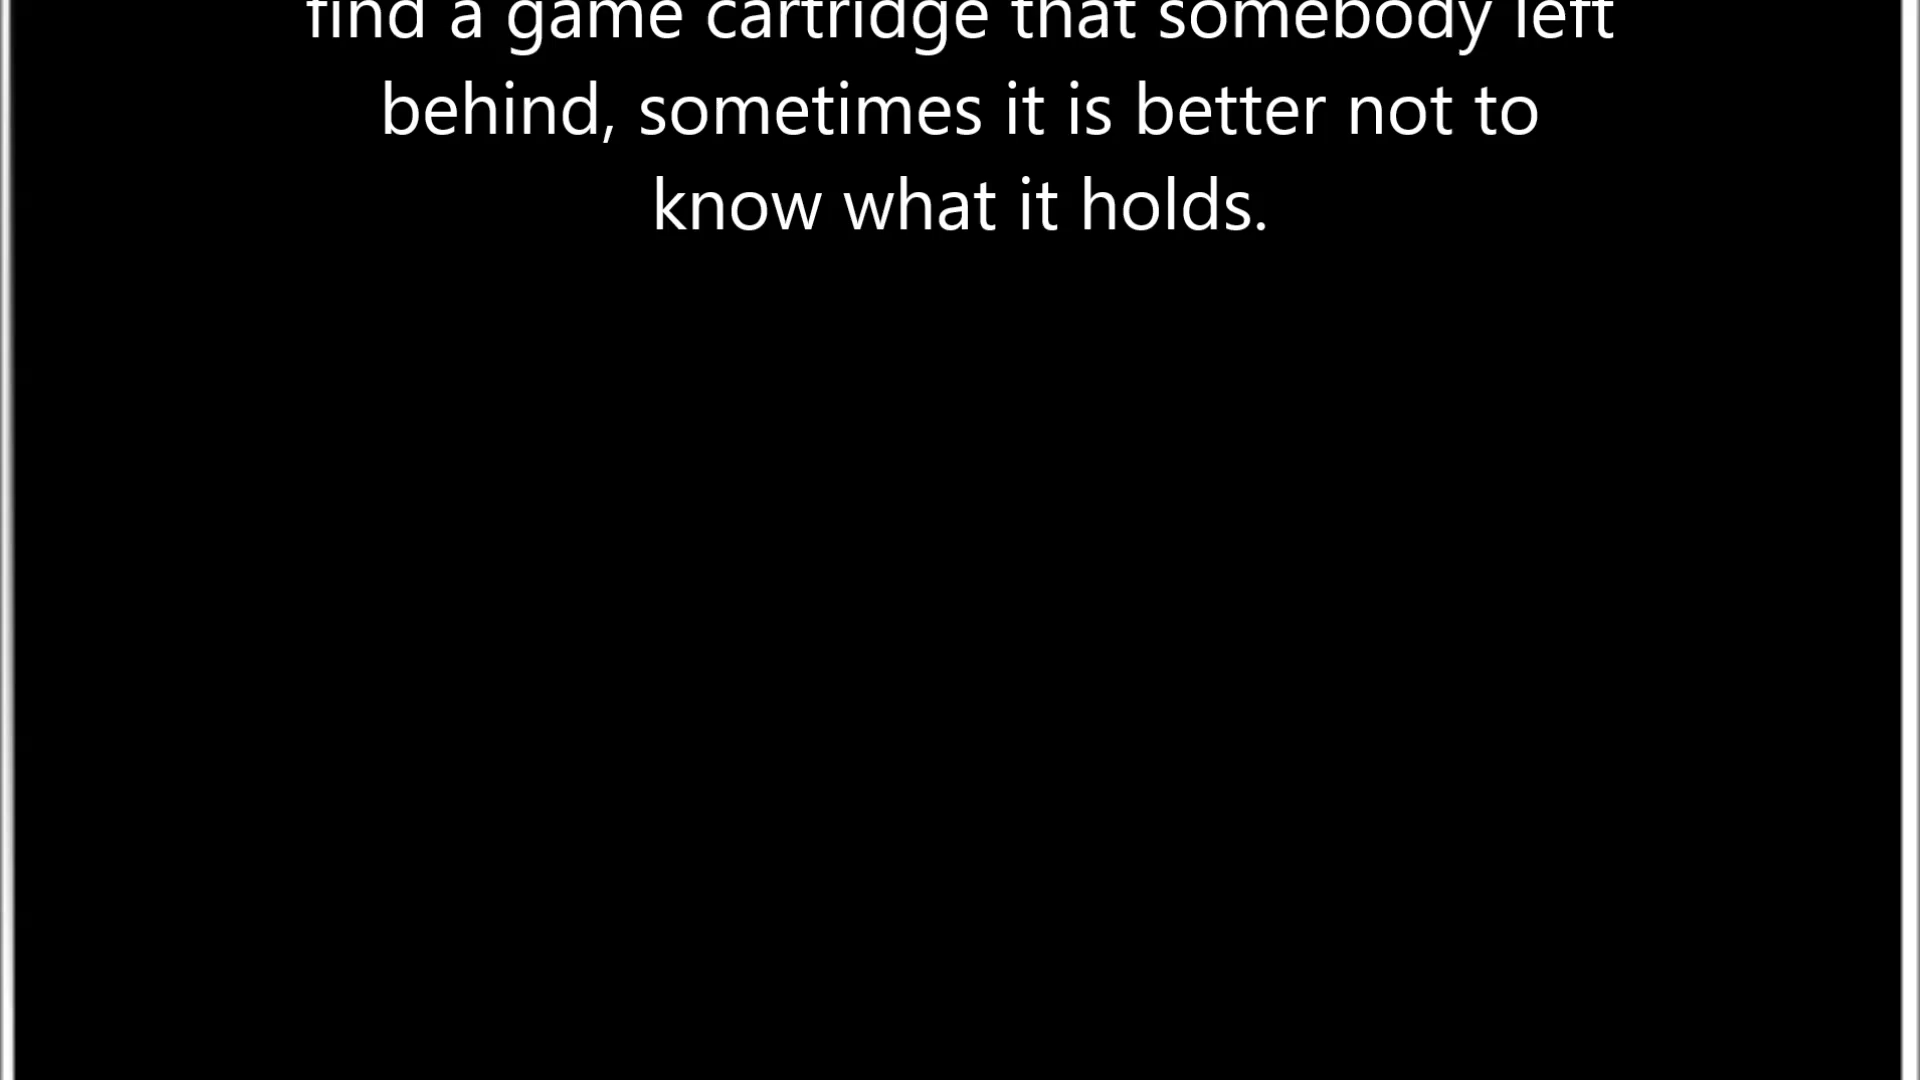 find a game cartridge that somebody left
behind, sometimes it is better not to
know what it holds.